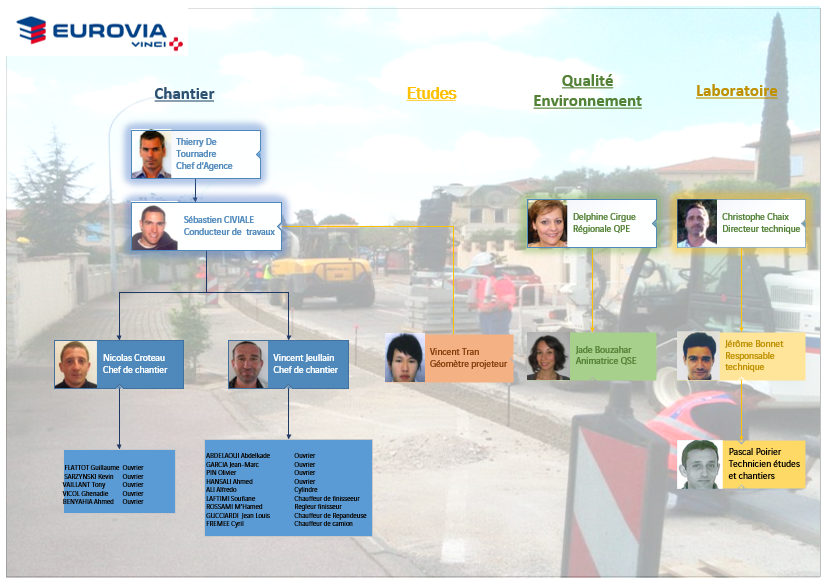 EUROVIA
VINCI
Chantier
Etudes
Qualité
Environnement
Laboratoire
Thierry De
Tournadre
Chef d'Agence
Sébastien CIVIALE
Conducteur de travaux
Delphine Cirgue
Régionale QPE
Christophe Chaix
Directeur technique
Nicolas Croteau
Chef de chantier
Vincent Jeullain
Chef de chantier
Vincent Tran
Géomètre projeteur
Jade Bouzahar
Animatrice QSE
Jérôme Bonnet
Responsable
technique
Pascal Poirier
Technicien études
et chantiers
FLATTOT Guillaume Ouvrier
SARZYNSKI Kevin Ouvrier
VAILLANT Tony Ouvrier
VICOL Ghenadie Ouvrier
BENYAHIA Ahmed Ouvrier
ABDELAOUI Abdelkade Ouvrier
GARCIA Jean-Marc Ouvrier
PIN Olivier Ouvrier
HANSALI Ahmed Ouvrier
ALI Alfredo Cylindre
LAFTIMI Soufiane Chauffeur de finisseur
ROSSAMI M'Hamed Regleur finisseur
GUCCIARDI Jean Louis Chauffeur de Repandeuse
FREMEE Cyril Chauffeur de camion